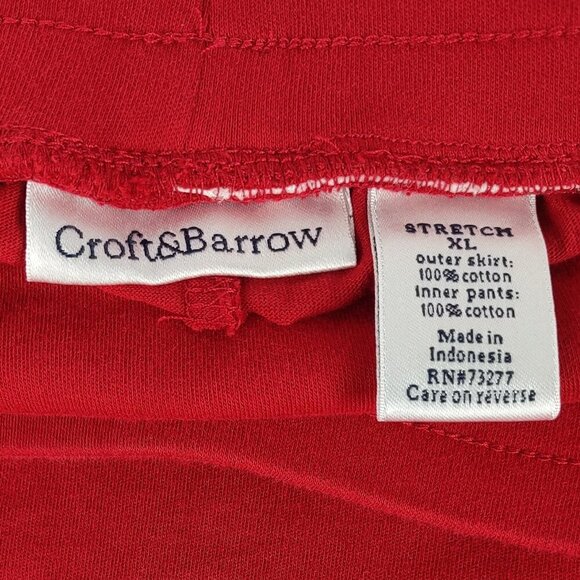 Croft&Barrow
STRETCH
XL
outer skirt:
100% cotton
inner pants:
100% cotton
Made in
Indonesia
RN#73277
Care on reverse